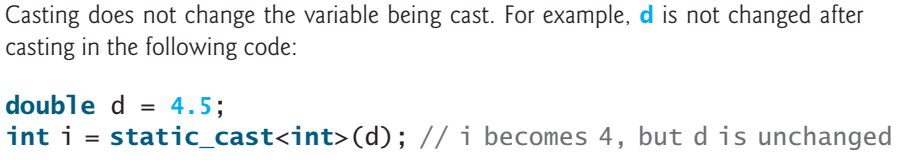 Casting does not change the variable being cast. For example, d is not changed after
casting in the following code:
double d = 4.5;
int i = static_cast<int>(d); // i becomes 4, but d is unchanged